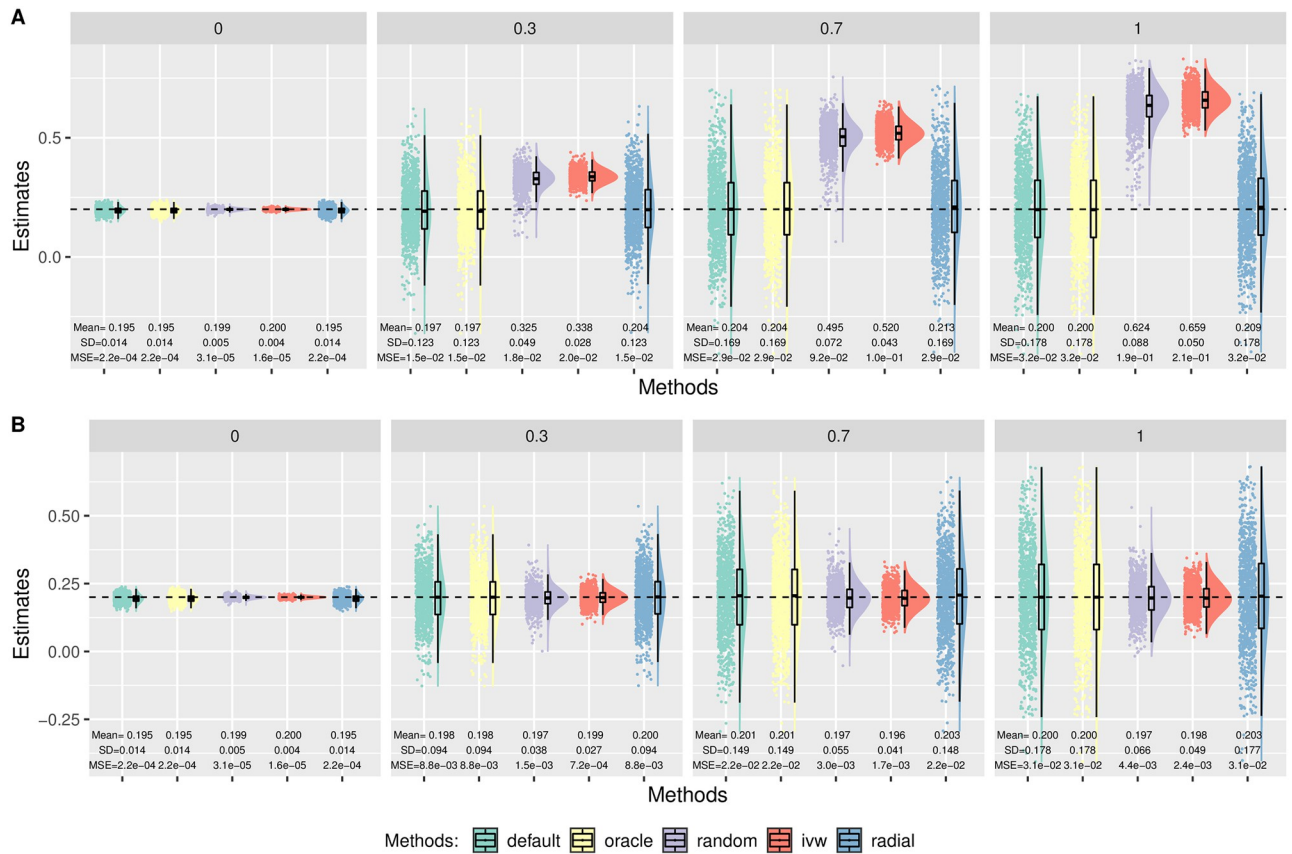 A
0 0.3 0.7 1
Estimates
0.5
0.0
Mean= 0.195 0.195 0.199 0.200 0.195 Mean= 0.197 0.197 0.325 0.338 0.204 Mean= 0.204 0.204 0.495 0.520 0.213 Mean= 0.200 0.200 0.624 0.659 0.209
SD=0.014 0.014 0.005 0.004 0.014 SD=0.123 0.123 0.049 0.028 0.123 SD=0.169 0.169 0.072 0.043 0.169 SD=0.178 0.178 0.088 0.050 0.178
MSE=2.2e−04 2.2e−04 3.1e−05 1.6e−05 2.2e−04 MSE=1.5e−02 1.5e−02 1.8e−02 2.0e−02 1.5e−02 MSE=2.9e−02 2.9e−02 9.2e−02 1.0e−01 2.9e−02 MSE=3.2e−02 3.2e−02 1.9e−01 2.1e−01 3.2e−02
Methods
B
0 0.3 0.7 1
Estimates
0.50
0.25
0.00
−0.25
Mean= 0.195 0.195 0.199 0.200 0.195 Mean= 0.198 0.198 0.197 0.199 0.200 Mean= 0.201 0.201 0.197 0.196 0.203 Mean= 0.200 0.200 0.197 0.198 0.203
SD=0.014 0.014 0.005 0.004 0.014 SD=0.094 0.094 0.038 0.027 0.094 SD=0.149 0.149 0.055 0.041 0.148 SD=0.178 0.178 0.066 0.049 0.177
MSE=2.2e−04 2.2e−04 3.1e−05 1.6e−05 2.2e−04 MSE=8.8e−03 8.8e−03 1.5e−03 7.2e−04 8.8e−03 MSE=2.2e−02 2.2e−02 3.0e−03 1.7e−03 2.2e−02 MSE=3.1e−02 3.1e−02 4.4e−03 2.4e−03 3.1e−02
Methods
Methods: default oracle random ivw radial